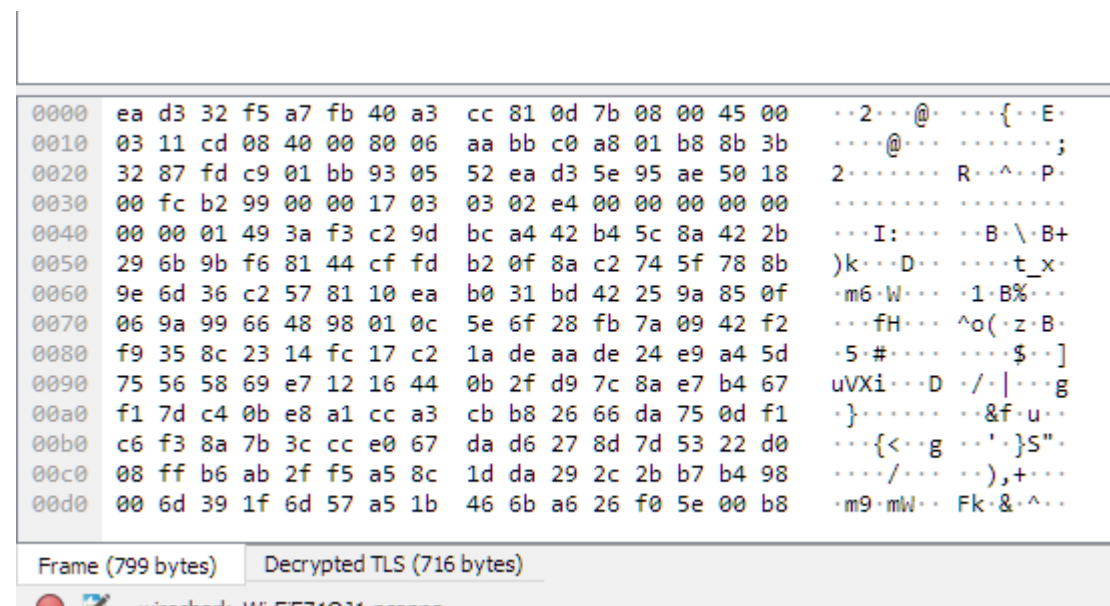 0000 ea d3 32 f5 a7 fb 40 a3 cc 81 0d 7b 08 00 45 00 ··2···@· ···{··E·
0010 03 11 cd 08 40 00 80 06 aa bb c0 a8 01 b8 8b 3b ····@··· ·······;
0020 32 87 fd c9 01 bb 93 05 52 ea d3 5e 95 ae 50 18 2······· R··^··P·
0030 00 fc b2 99 00 00 17 03 03 02 e4 00 00 00 00 00 ········ ········
0040 00 00 01 49 3a f3 c2 9d bc a4 42 b4 5c 8a 42 2b ···I:··· ··B·\·B+
0050 29 6b 9b f6 81 44 cf fd b2 0f 8a c2 74 5f 78 8b )k···D·· ····t_x·
0060 9e 6d 36 c2 57 81 10 ea b0 31 bd 42 25 9a 85 0f ·m6·W··· ·1·B%···
0070 06 9a 99 66 48 98 01 0c 5e 6f 28 fb 7a 09 42 f2 ···fH··· ^o(·z·B·
0080 f9 35 8c 23 14 fc 17 c2 1a de aa de 24 e9 a4 5d ·5·#···· ····$··]
0090 75 56 58 69 e7 12 16 44 0b 2f d9 7c 8a e7 b4 67 uVXi···D ·/·|···g
00a0 f1 7d c4 0b e8 a1 cc a3 cb b8 26 66 da 75 0d f1 ·}······ ··&f·u··
00b0 c6 f3 8a 7b 3c cc e0 67 da d6 27 8d 7d 53 22 d0 ···{<··g ··'·}S"·
00c0 08 ff b6 ab 2f f5 a5 8c 1d da 29 2c 2b b7 b4 98 ····/··· ··),+···
00d0 00 6d 39 1f 6d 57 a5 1b 46 6b a6 26 f0 5e 00 b8 ·m9·mW·· Fk·&·^··
Frame (799 bytes) Decrypted TLS (716 bytes)